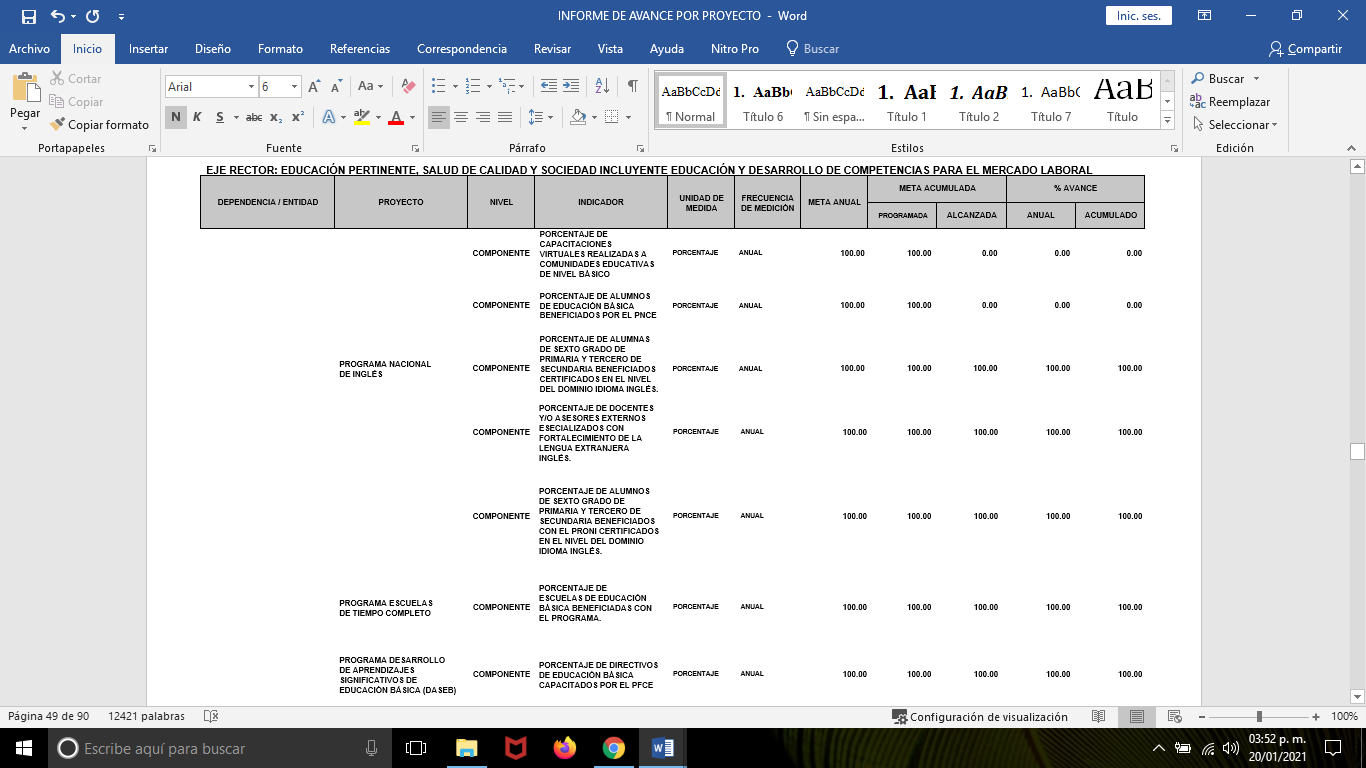 INFORME DE AVANCE POR PROYECTO - Word
Inic. ses.
Archivo Inicio Insertar Diseño Formato Referencias Correspondencia Revisar Vista Ayuda Nitro Pro Buscar Compartir
Pegar
Cortar
Copiar
Copiar formato
Portapapeles
Arial 6
Fuente
Párrafo
AaBbCcDd 1. AaBb( AaBbCcDd 1. AaB 1. AaB 1. AaBb( AaB
¶ Normal Título 6 ¶ Sin espa... Título 1 Título 2 Título 7 Título
Estilos
Buscar
Reemplazar
Seleccionar
Edición
EJE RECTOR: EDUCACIÓN PERTINENTE, SALUD DE CALIDAD Y SOCIEDAD INCLUYENTE EDUCACIÓN Y DESARROLLO DE COMPETENCIAS PARA EL MERCADO LABORAL
DEPENDENCIA / ENTIDAD PROYECTO NIVEL INDICADOR
UNIDAD DE
MEDIDA
FRECUENCIA
DE MEDICIÓN
META ANUAL
META ACUMULADA
PROGRAMADA ALCANZADA
% AVANCE
ANUAL ACUMULADO
COMPONENTE
PORCENTAJE DE
CAPACITACIONES
VIRTUALES REALIZADAS A
COMUNIDADES EDUCATIVAS
DE NIVEL BÁSICO
PORCENTAJE ANUAL 100.00 100.00 0.00 0.00 0.00
COMPONENTE
PORCENTAJE DE ALUMNOS
DE EDUCACIÓN BÁSICA
BENEFICIADOS POR EL PNCE
PORCENTAJE ANUAL 100.00 100.00 0.00 0.00 0.00
PROGRAMA NACIONAL
DE INGLÉS
COMPONENTE
PORCENTAJE DE ALUMNAS
DE SEXTO GRADO DE
PRIMARIA Y TERCERO DE
SECUNDARIA BENEFICIADOS
CERTIFICADOS EN EL NIVEL
DEL DOMINIO IDIOMA INGLÉS.
PORCENTAJE ANUAL 100.00 100.00 100.00 100.00 100.00
COMPONENTE
PORCENTAJE DE DOCENTES
Y/O ASESORES EXTERNOS
ESECIALIZADOS CON
FORTALECIMIENTO DE LA
LENGUA EXTRANJERA
INGLÉS.
PORCENTAJE ANUAL 100.00 100.00 100.00 100.00 100.00
COMPONENTE
PORCENTAJE DE ALUMNOS
DE SEXTO GRADO DE
PRIMARIA Y TERCERO DE
SECUNDARIA BENEFICIADOS
CON EL PRONI CERTIFICADOS
EN EL NIVEL DEL DOMINIO
IDIOMA INGLÉS.
PORCENTAJE ANUAL 100.00 100.00 100.00 100.00 100.00
PROGRAMA ESCUELAS
DE TIEMPO COMPLETO
COMPONENTE
PORCENTAJE DE
ESCUELAS DE EDUCACIÓN
BÁSICA BENEFICIADAS CON
EL PROGRAMA.
PORCENTAJE ANUAL 100.00 100.00 100.00 100.00 100.00
PROGRAMA DESARROLLO
DE APRENDIZAJES
SIGNIFICATIVOS DE
EDUCACIÓN BÁSICA (DASEB)
COMPONENTE
PORCENTAJE DE DIRECTIVOS
DE EDUCACIÓN BÁSICA
CAPACITADOS POR EL PFCE
PORCENTAJE ANUAL 100.00 100.00 100.00 100.00 100.00
Página 49 de 90 12421 palabras Configuración de visualización 100%
Escribe aquí para buscar
03:52 p. m.
20/01/2021